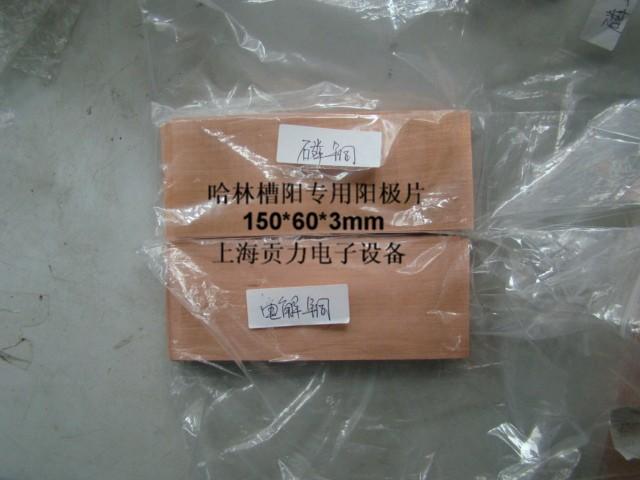 磷铜
哈林槽阳专用阳极片
150*60*3mm
上海贡力电子设备
电解铜